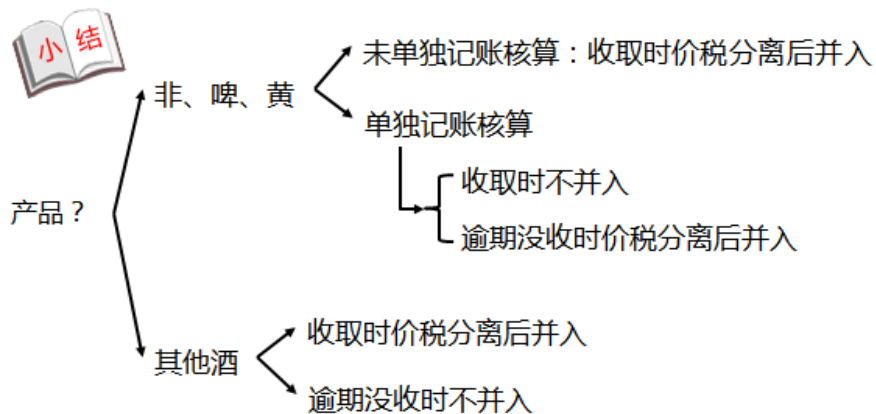 小结
非、啤、黄
未单独记账核算：收取时价税分离后并入
单独记账核算
收取时不并入
逾期没收时价税分离后并入
产品？
其他酒
收取时价税分离后并入
逾期没收时不并入